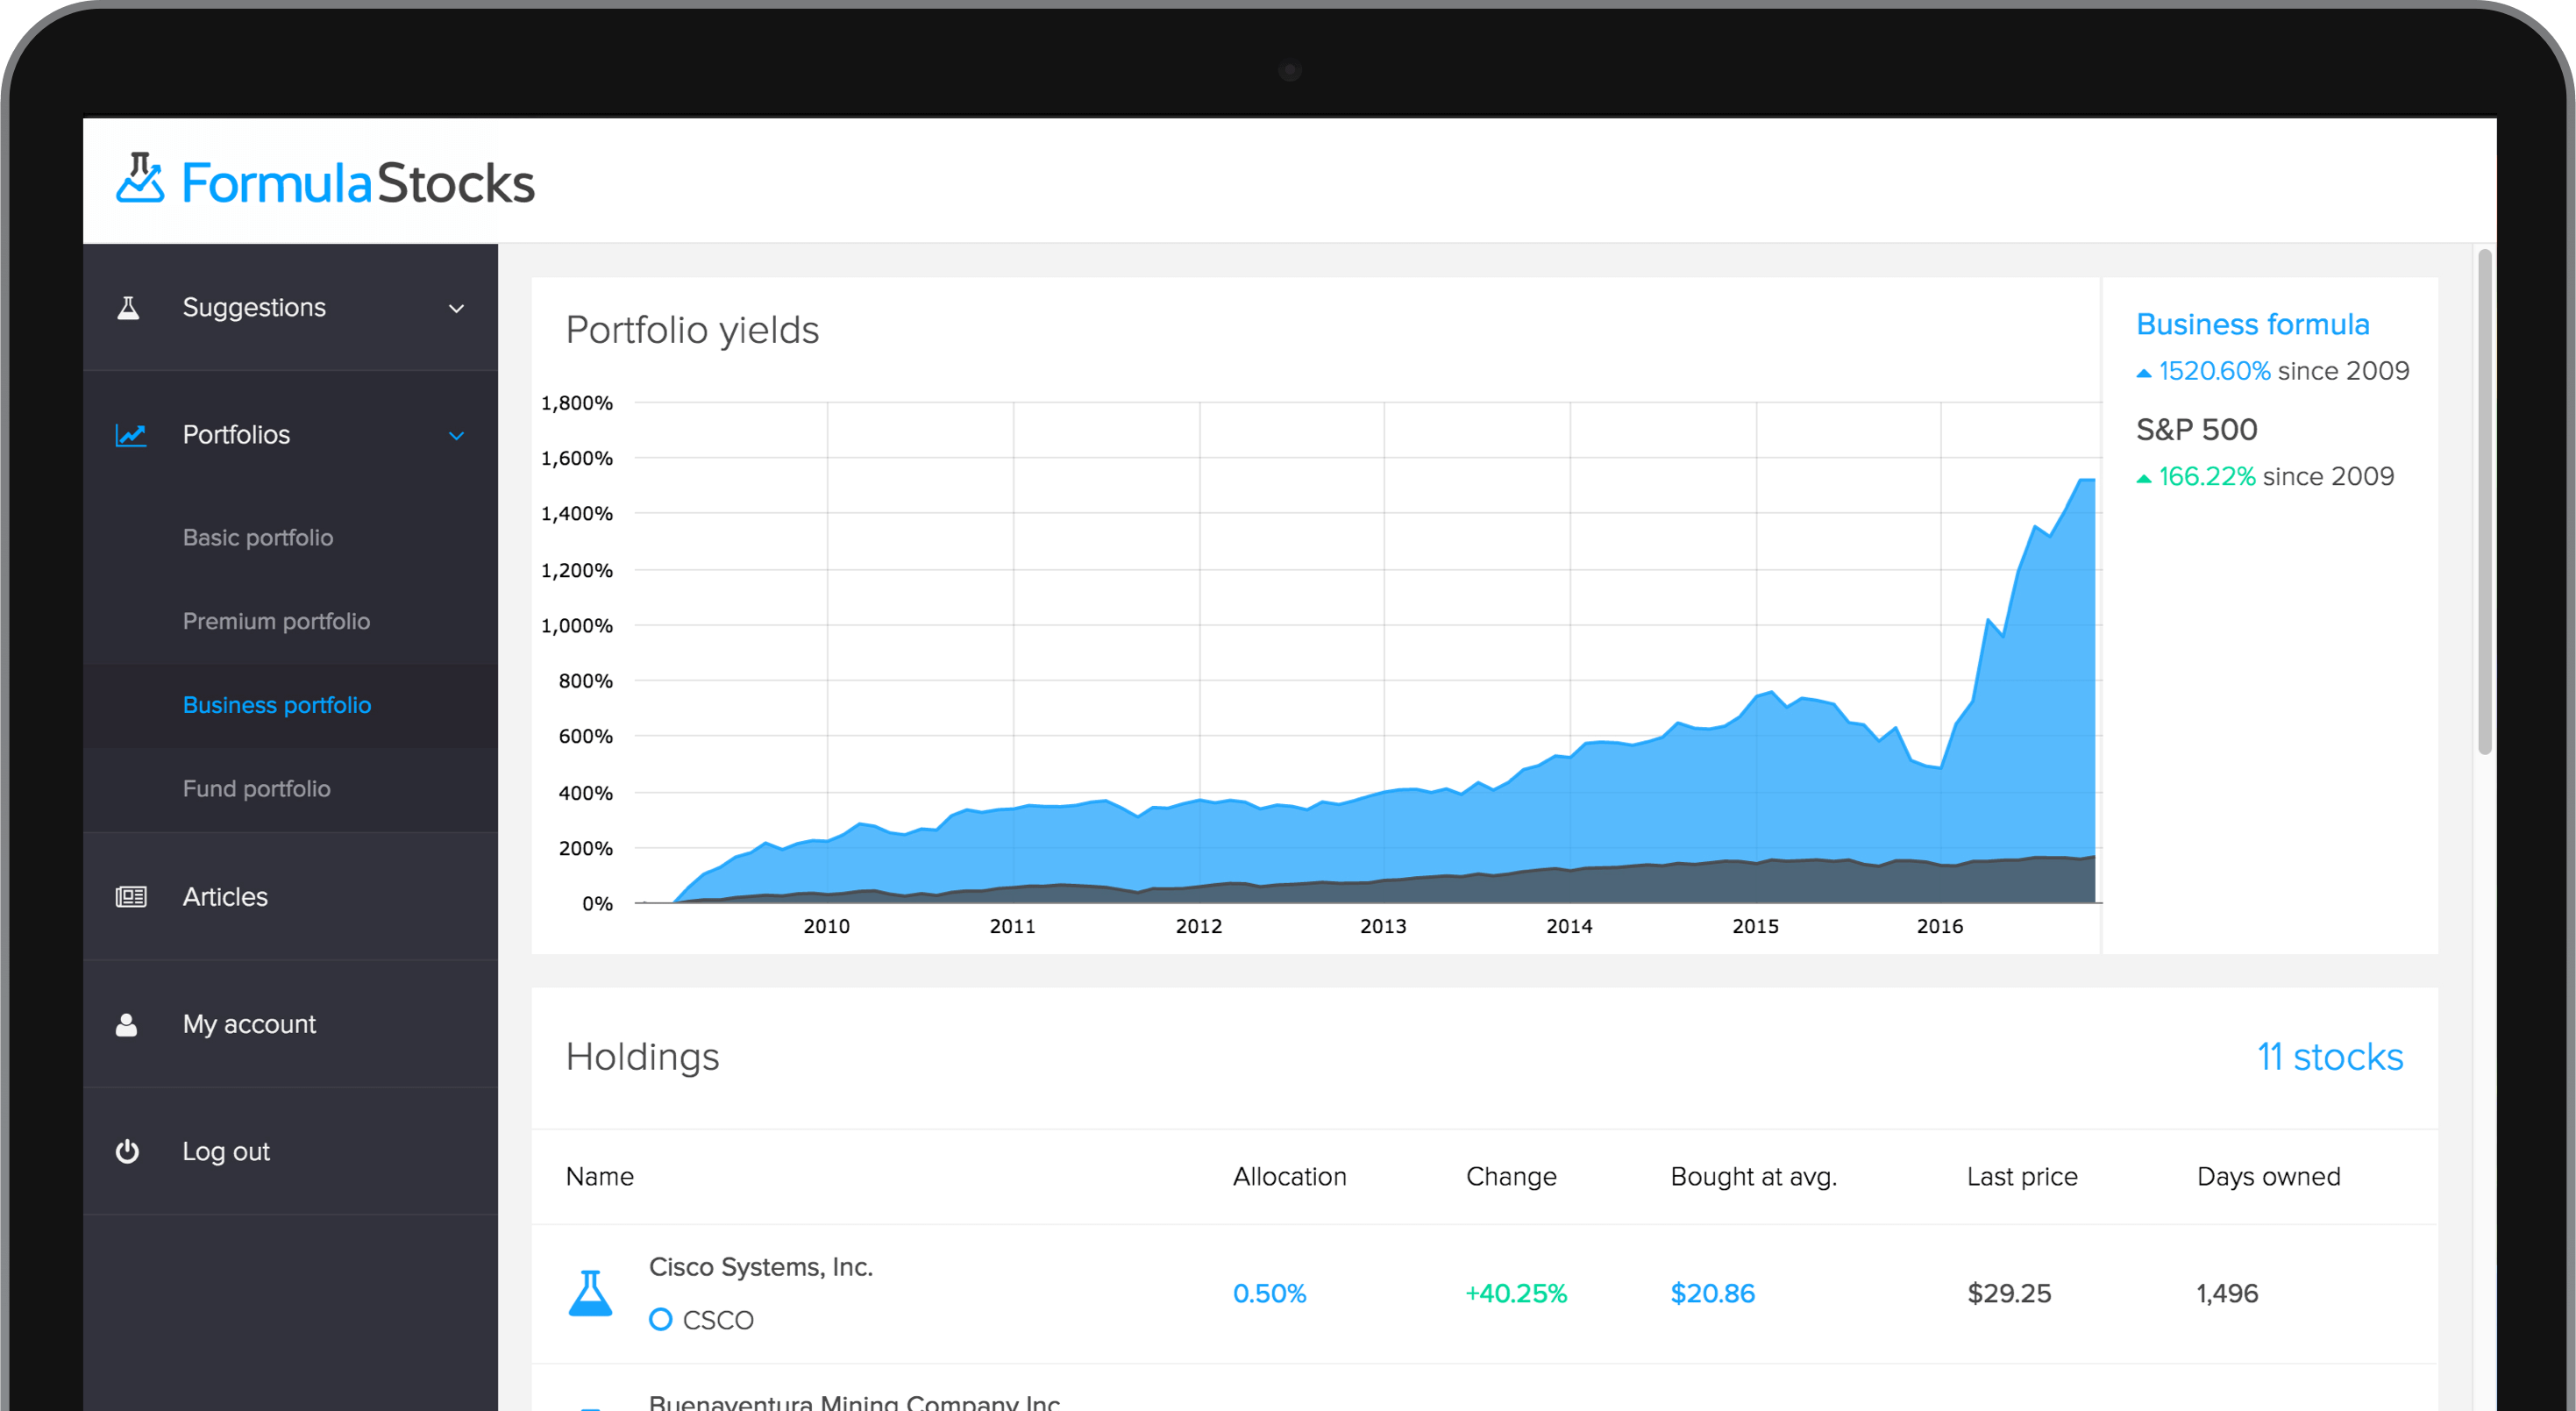 FormulaStocks
Suggestions
Portfolios
Basic portfolio
Premium portfolio
Business portfolio
Fund portfolio
Articles
My account
Log out
Portfolio yields
1,800%
1,600%
1,400%
1,200%
1,000%
800%
600%
400%
200%
0%
2010 2011 2012 2013 2014 2015 2016
Business formula
1520.60% since 2009
S&P 500
166.22% since 2009
Holdings
11 stocks
Name Allocation Change Bought at avg. Last price Days owned
Cisco Systems, Inc.
CSCO
0.50% +40.25% $20.86 $29.25 1,496
Buenaventura Mining Company Inc